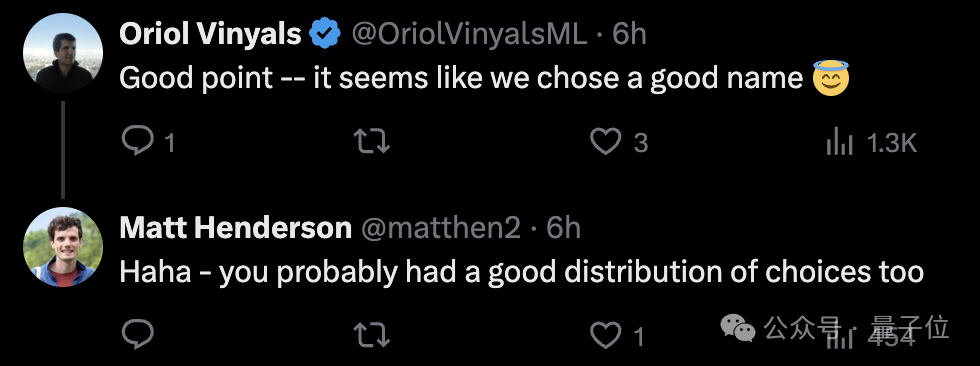 Oriol Vinyals @OriolVinyalsML · 6h
Good point -- it seems like we chose a good name 😇
1 3 1.3K
Matt Henderson @matthen2 · 6h
Haha - you probably had a good distribution of choices too
1 454
公众号 · 量子位